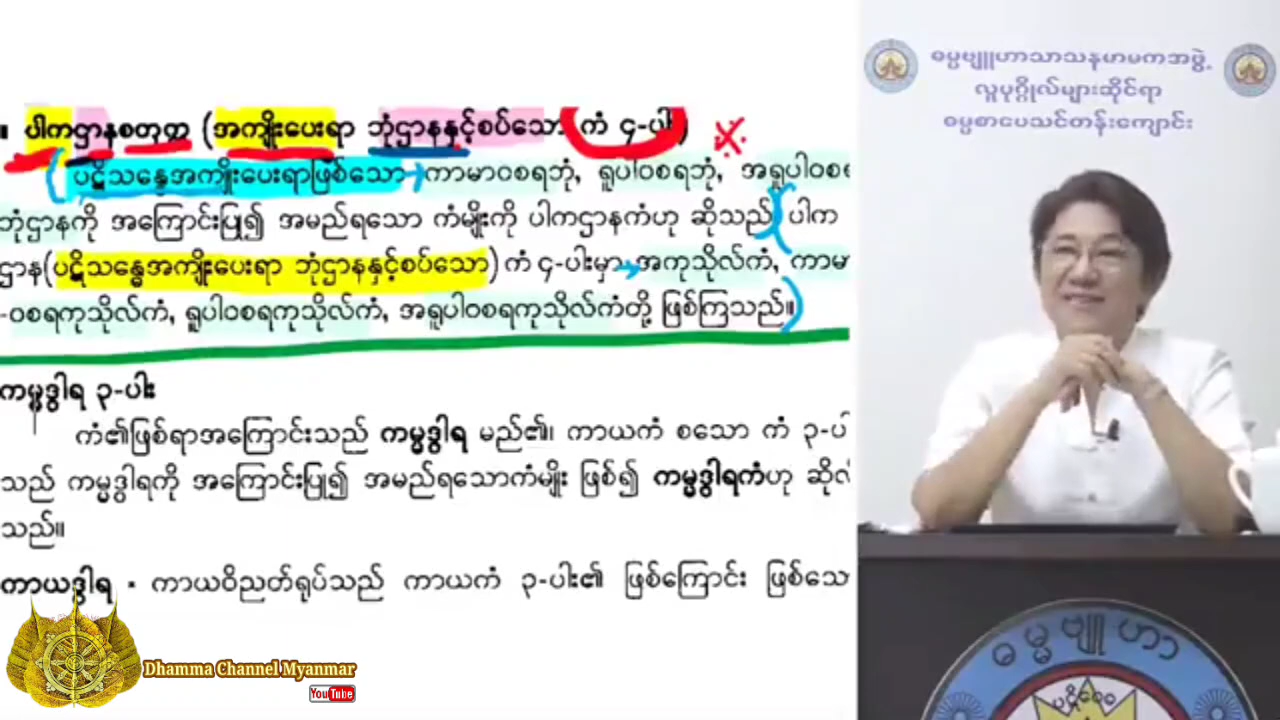 ။ ပါကဌာနစတုက္က (အကျိုးပေးရာ ဘုံဌာနနှင့်စပ်သော ကံ ၄-ပါး)
(ပဋိသန္ဓေအကျိုးပေးရာဖြစ်သော) ကာမာဝစရဘုံ, ရူပါဝစရဘုံ, အရူပါဝစ
ဘုံဌာနကို အကြောင်းပြု၍ အမည်ရသော ကံမျိုးကို ပါကဌာနကံဟု ဆိုသည်) (ပါက
ဌာန(ပဋိသန္ဓေအကျိုးပေးရာ ဘုံဌာနနှင့်စပ်သော) ကံ ၄-ပါးမှာ အကုသိုလ်ကံ, ကာမ
-ဝစရကုသိုလ်ကံ, ရူပါဝစရကုသိုလ်ကံ, အရူပါဝစရကုသိုလ်ကံတို့ ဖြစ်ကြသည်။)
ကမ္မဒွါရ ၃-ပါး
ကံ၏ဖြစ်ရာအကြောင်းသည် ကမ္မဒွါရ မည်၏၊ ကာယကံ စသော ကံ ၃-ပါ
သည် ကမ္မဒွါရကို အကြောင်းပြု၍ အမည်ရသောကံမျိုး ဖြစ်၍ ကမ္မဒွါရကံဟု ဆို
သည်။
ကာယဒွါရ - ကာယဝိညတ်ရုပ်သည် ကာယကံ ၃-ပါး၏ ဖြစ်ကြောင်း ဖြစ်သော
Dhamma Channel Myanmar
YouTube
ဓမ္မဗျူဟာသာသနဟမကအဖွဲ့
လူပုဂ္ဂိုလ်များဆိုင်ရာ
ဓမ္မစာပေသင်တန်းကျောင်း
ဓမ္မဗျူဟာ
ပဋိဝေဓ